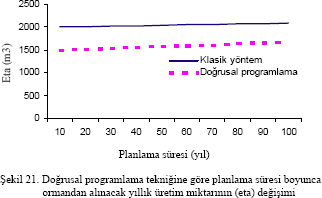 2500
2000
1500
1000
500
0
Eta (m3)
Klasik yöntem
Doğrusal programlama
10 20 30 40 50 60 70 80 90 100
Planlama süresi (yıl)
Şekil 21. Doğrusal programlama tekniğine göre planlama süresi boyunca
ormandan alınacak yıllık üretim miktarının (eta) değişimi